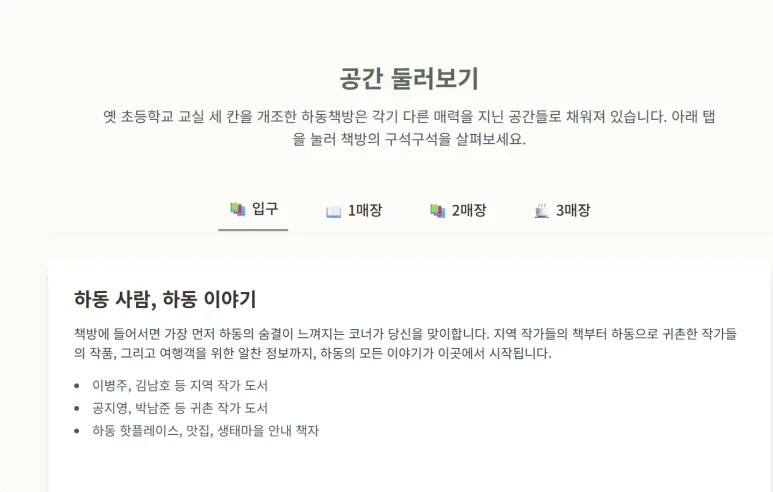 공간 둘러보기
옛 초등학교 교실 세 칸을 개조한 하동책방은 각기 다른 매력을 지닌 공간들로 채워져 있습니다. 아래 탭
을 눌러 책방의 구석구석을 살펴보세요.
입구 1매장 2매장 3매장
하동 사람, 하동 이야기
책방에 들어서면 가장 먼저 하동의 숨결이 느껴지는 코너가 당신을 맞이합니다. 지역 작가들의 책부터 하동으로 귀촌한 작가들
의 작품, 그리고 여행객을 위한 알찬 정보까지, 하동의 모든 이야기가 이곳에서 시작됩니다.
• 이병주, 김남호 등 지역 작가 도서
• 공지영, 박남준 등 귀촌 작가 도서
• 하동 핫플레이스, 맛집, 생태마을 안내 책자